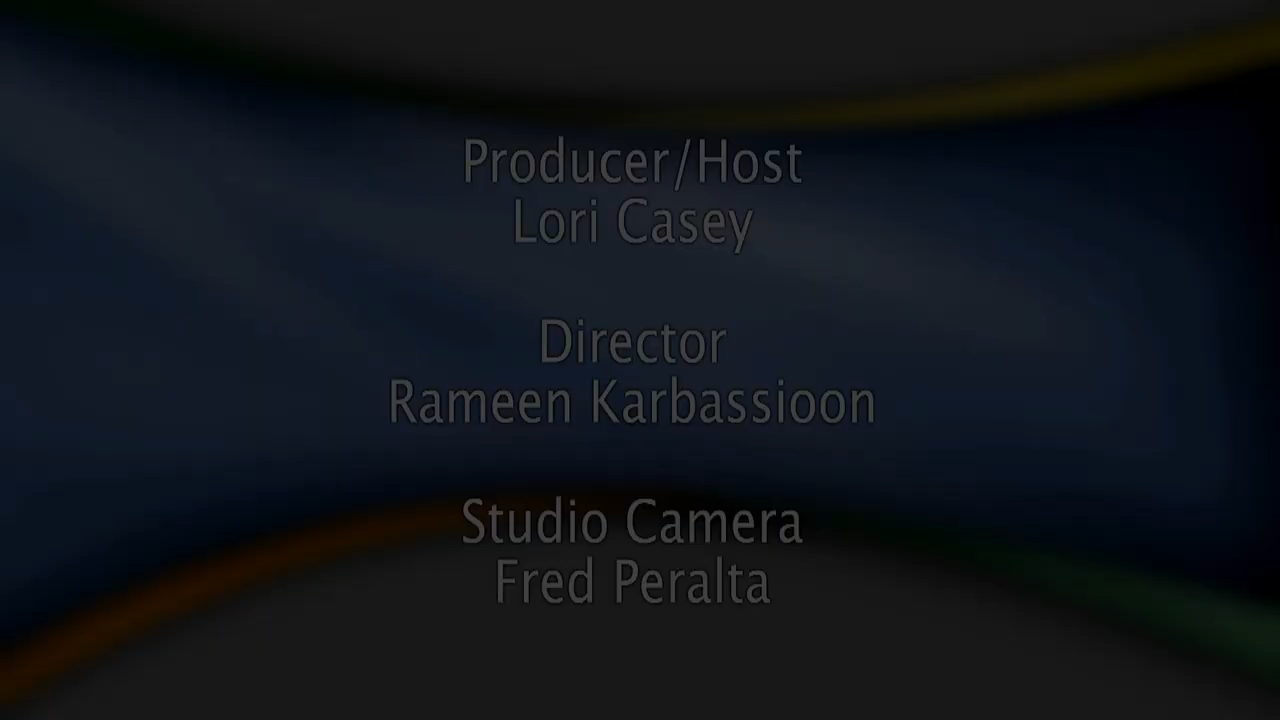 Producer/Host
Lori Casey
Director
Rameen Karbassioon
Studio Camera
Fred Peralta